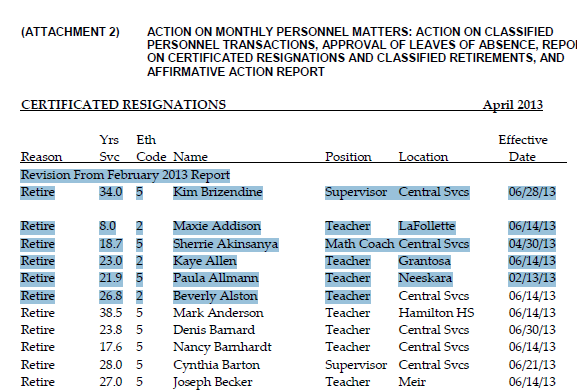 (ATTACHMENT 2) ACTION ON MONTHLY PERSONNEL MATTERS: ACTION ON CLASSIFIED
PERSONNEL TRANSACTIONS, APPROVAL OF LEAVES OF ABSENCE, REPO
ON CERTIFICATED RESIGNATIONS AND CLASSIFIED RETIREMENTS, AND
AFFIRMATIVE ACTION REPORT
CERTIFICATED RESIGNATIONS April 2013
Yrs Eth Effective
Reason Svc Code Name Position Location Date
Revision From February 2013 Report
Retire 34.0 5 Kim Brizendine Supervisor Central Svcs 06/28/13
Retire 8.0 2 Maxie Addison Teacher LaFollette 06/14/13
Retire 18.7 5 Sherrie Akinsanya Math Coach Central Svcs 04/30/13
Retire 23.0 2 Kaye Allen Teacher Grantosa 06/14/13
Retire 21.9 5 Paula Allmann Teacher Neeskara 02/13/13
Retire 26.8 2 Beverly Alston Teacher Central Svcs 06/14/13
Retire 38.5 5 Mark Anderson Teacher Hamilton HS 06/14/13
Retire 23.8 5 Denis Barnard Teacher Central Svcs 06/30/13
Retire 17.6 5 Nancy Barnhardt Teacher Central Svcs 06/14/13
Retire 28.0 5 Cynthia Barton Supervisor Central Svcs 06/21/13
Retire 27.0 5 Joseph Becker Teacher Meir 06/14/13